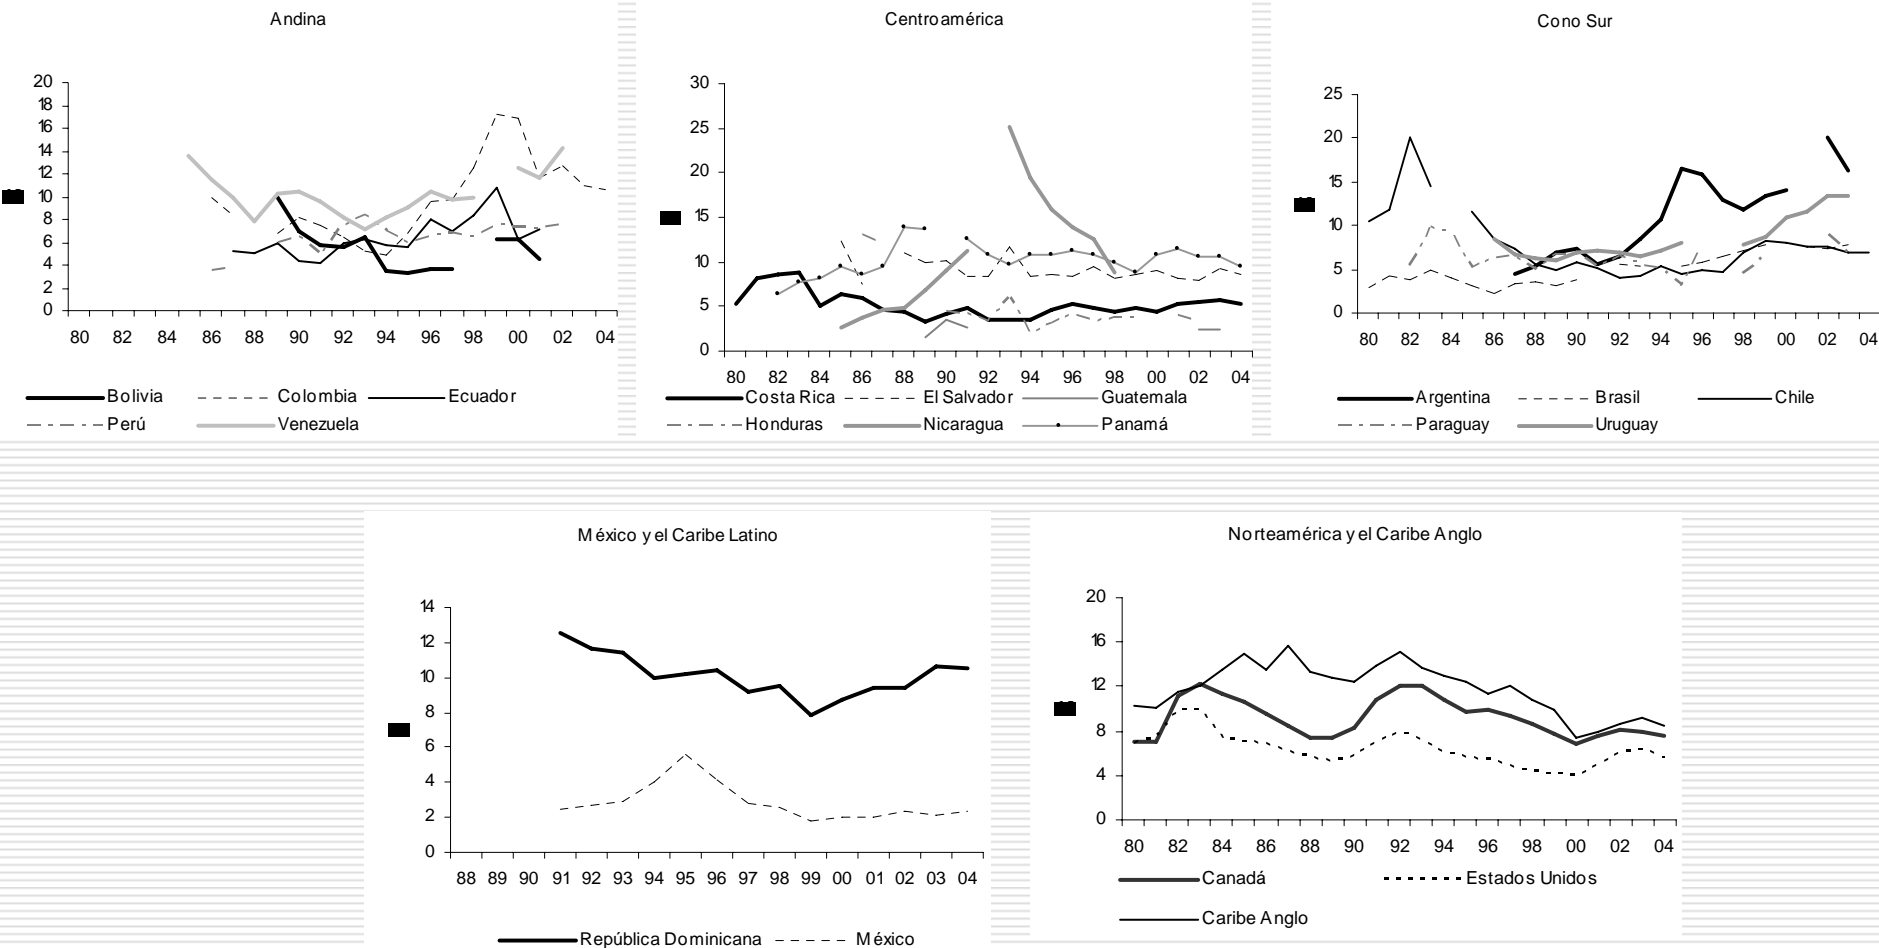 Andina
20
18
16
14
12
10
8
6
4
2
0
80 82 84 86 88 90 92 94 96 98 00 02 04
Bolivia Colombia Ecuador
Perú Venezuela
Centroamérica
30
25
20
15
10
5
0
80 82 84 86 88 90 92 94 96 98 00 02 04
Costa Rica El Salvador Guatemala
Honduras Nicaragua Panamá
Cono Sur
25
20
15
10
5
0
80 82 84 86 88 90 92 94 96 98 00 02 04
Argentina Brasil Chile
Paraguay Uruguay
México y el Caribe Latino
14
12
10
8
6
4
2
0
88 89 90 91 92 93 94 95 96 97 98 99 00 01 02 03 04
República Dominicana México
Norteamérica y el Caribe Anglo
20
16
12
8
4
0
80 82 84 86 88 90 92 94 96 98 00 02 04
Canadá Estados Unidos
Caribe Anglo